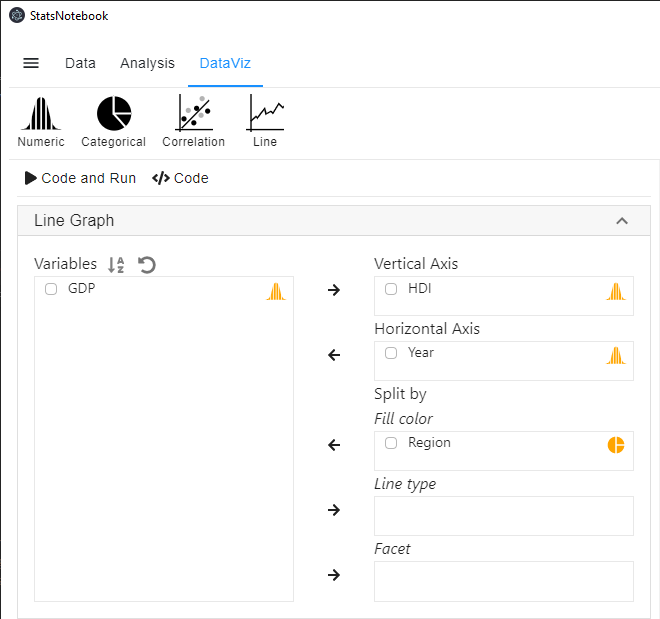 StatsNotebook
Data Analysis DataViz
Numeric Categorical Correlation Line
Code and Run </> Code
Line Graph
Variables
GDP
Vertical Axis
HDI
Horizontal Axis
Year
Split by
Fill color
Region
Line type
Facet